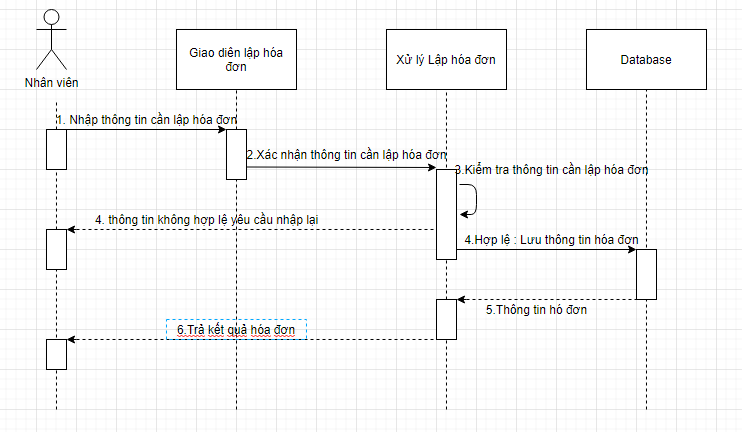 Giao diên lập hóa
đơn
Xử lý Lập hóa đơn
Database
Nhân viên
1. Nhập thông tin cần lập hóa đơn
2.Xác nhận thông tin cần lập hóa đơn
3.Kiểm tra thông tin cần lập hóa đơn
4. thông tin không hợp lệ yêu cầu nhập lại
4.Hợp lệ : Lưu thông tin hóa đơn
5.Thông tin hó đơn
6.Trả kết quả hóa đơn